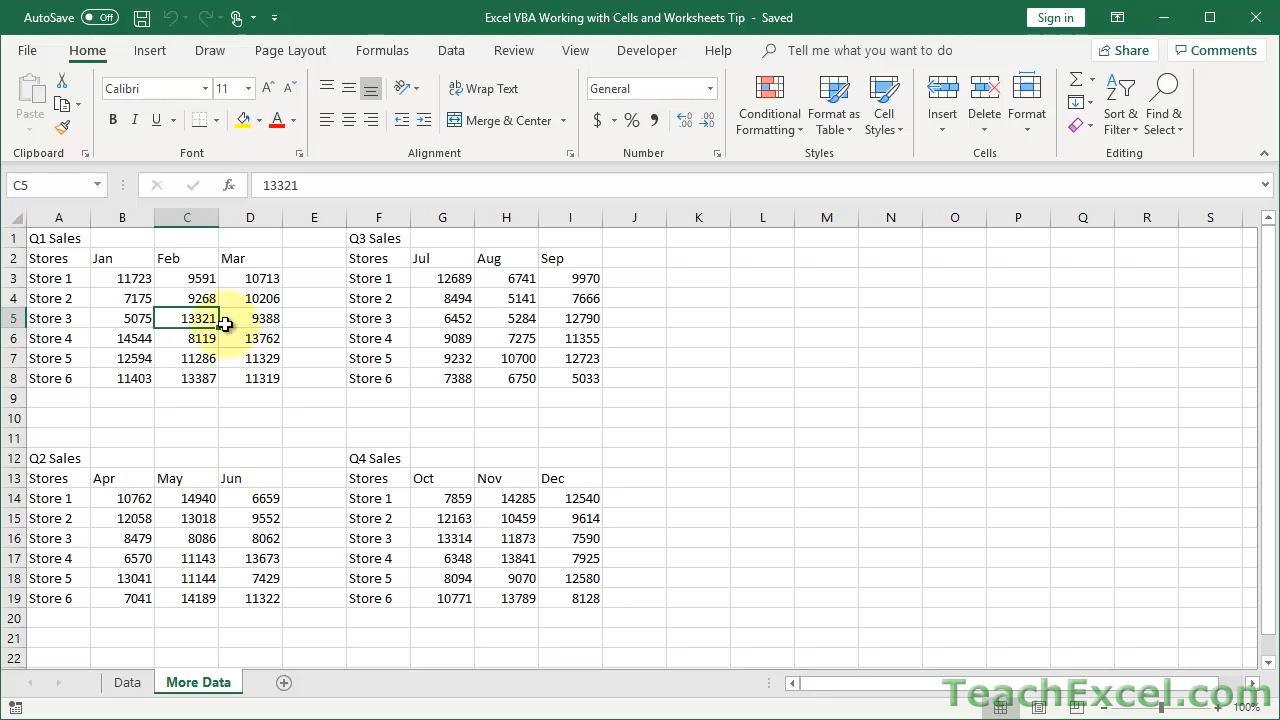 AutoSave Off Excel VBA Working with Cells and Worksheets Tip - Saved Sign in
File Home Insert Draw Page Layout Formulas Data Review View Developer Help Tell me what you want to do Share Comments
Paste Calibri 11 A A ab Wrap Text General Conditional Formatting Format as Table Cell Styles Insert Delete Format Sort & Filter Find & Select
B I U A Merge & Center $ % ,
Clipboard Font Alignment Number Styles Cells Editing
C5 fx 13321
A B C D E F G H I J K L M N O P Q R S
1 Q1 Sales Q3 Sales
2 Stores Jan Feb Mar Stores Jul Aug Sep
3 Store 1 11723 9591 10713 Store 1 12689 6741 9970
4 Store 2 7175 9268 10206 Store 2 8494 5141 7666
5 Store 3 5075 13321 9388 Store 3 6452 5284 12790
6 Store 4 14544 8119 13762 Store 4 9089 7275 11355
7 Store 5 12594 11286 11329 Store 5 9232 10700 12723
8 Store 6 11403 13387 11319 Store 6 7388 6750 5033
9
10
11
12 Q2 Sales Q4 Sales
13 Stores Apr May Jun Stores Oct Nov Dec
14 Store 1 10762 14940 6659 Store 1 7859 14285 12540
15 Store 2 12058 13018 9552 Store 2 12163 10459 9614
16 Store 3 8479 8086 8062 Store 3 13314 11873 7590
17 Store 4 6570 11143 13673 Store 4 6348 13841 7925
18 Store 5 13041 11144 7429 Store 5 8094 9070 12580
19 Store 6 7041 14189 11322 Store 6 10771 13789 8128
20
21
22
Data More Data
TeachExcel.com
100%